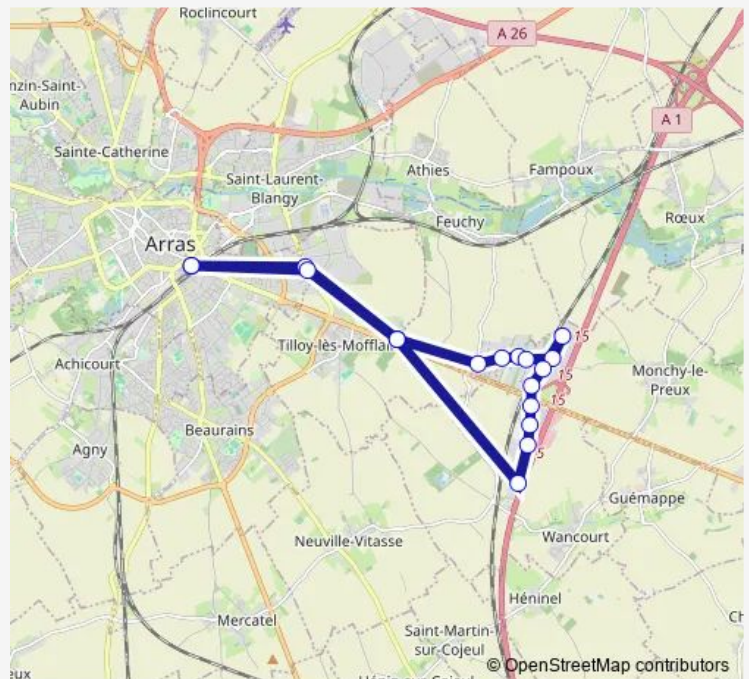 Roclincourt
A 26
nzin-Saint-
Aubin
A 1
Sainte-Catherine
Athies
Fampoux
Saint-Laurent-
Blangy
Feuchy
Rœux
Arras
15
Tilloy-lès-Mofflai
Achicourt
15
Monchy-le-
Preux
15
Beaurains
Agny
5
Guémappe
Neuville-Vitasse
Wancourt
Héninel
Mercatel
Ch
Saint-Martin-
sur-Cojeul
© OpenStreetMap contributors